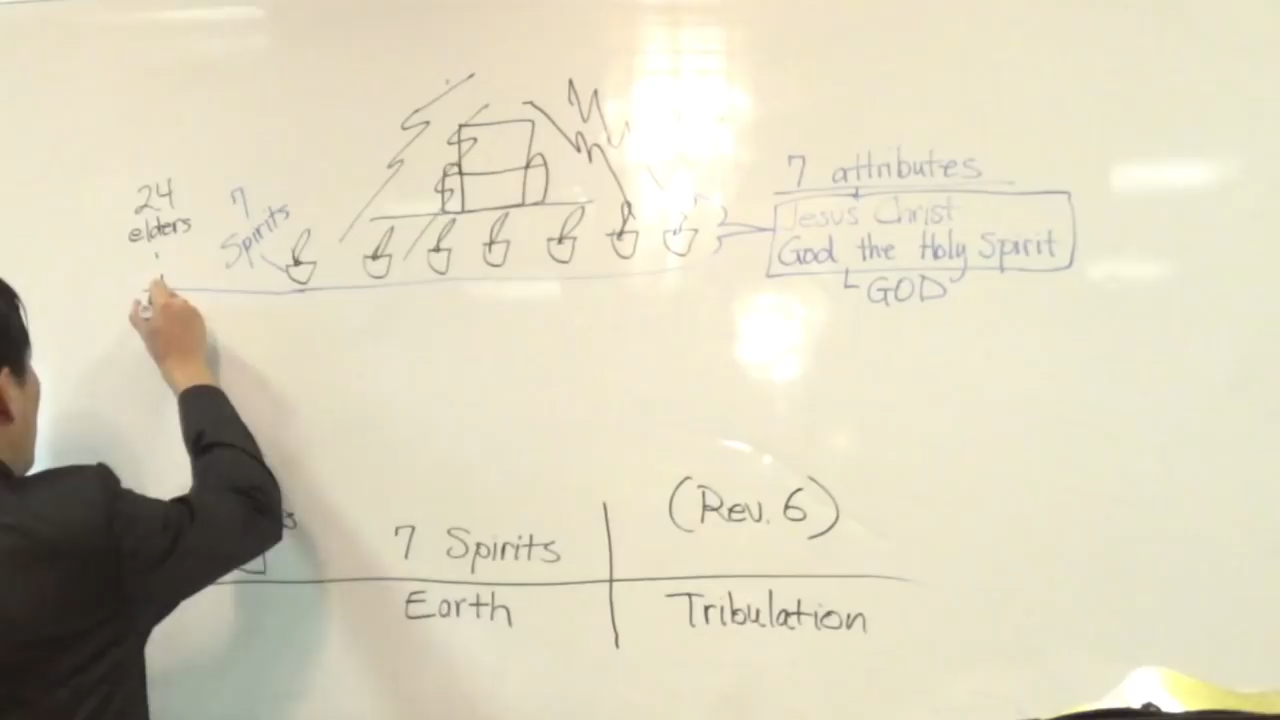 24
elders
7
Spirits
7 attributes
Jesus Christ
God the Holy Spirit
GOD
(Rev. 6)
7 Spirits
Earth
Tribulation